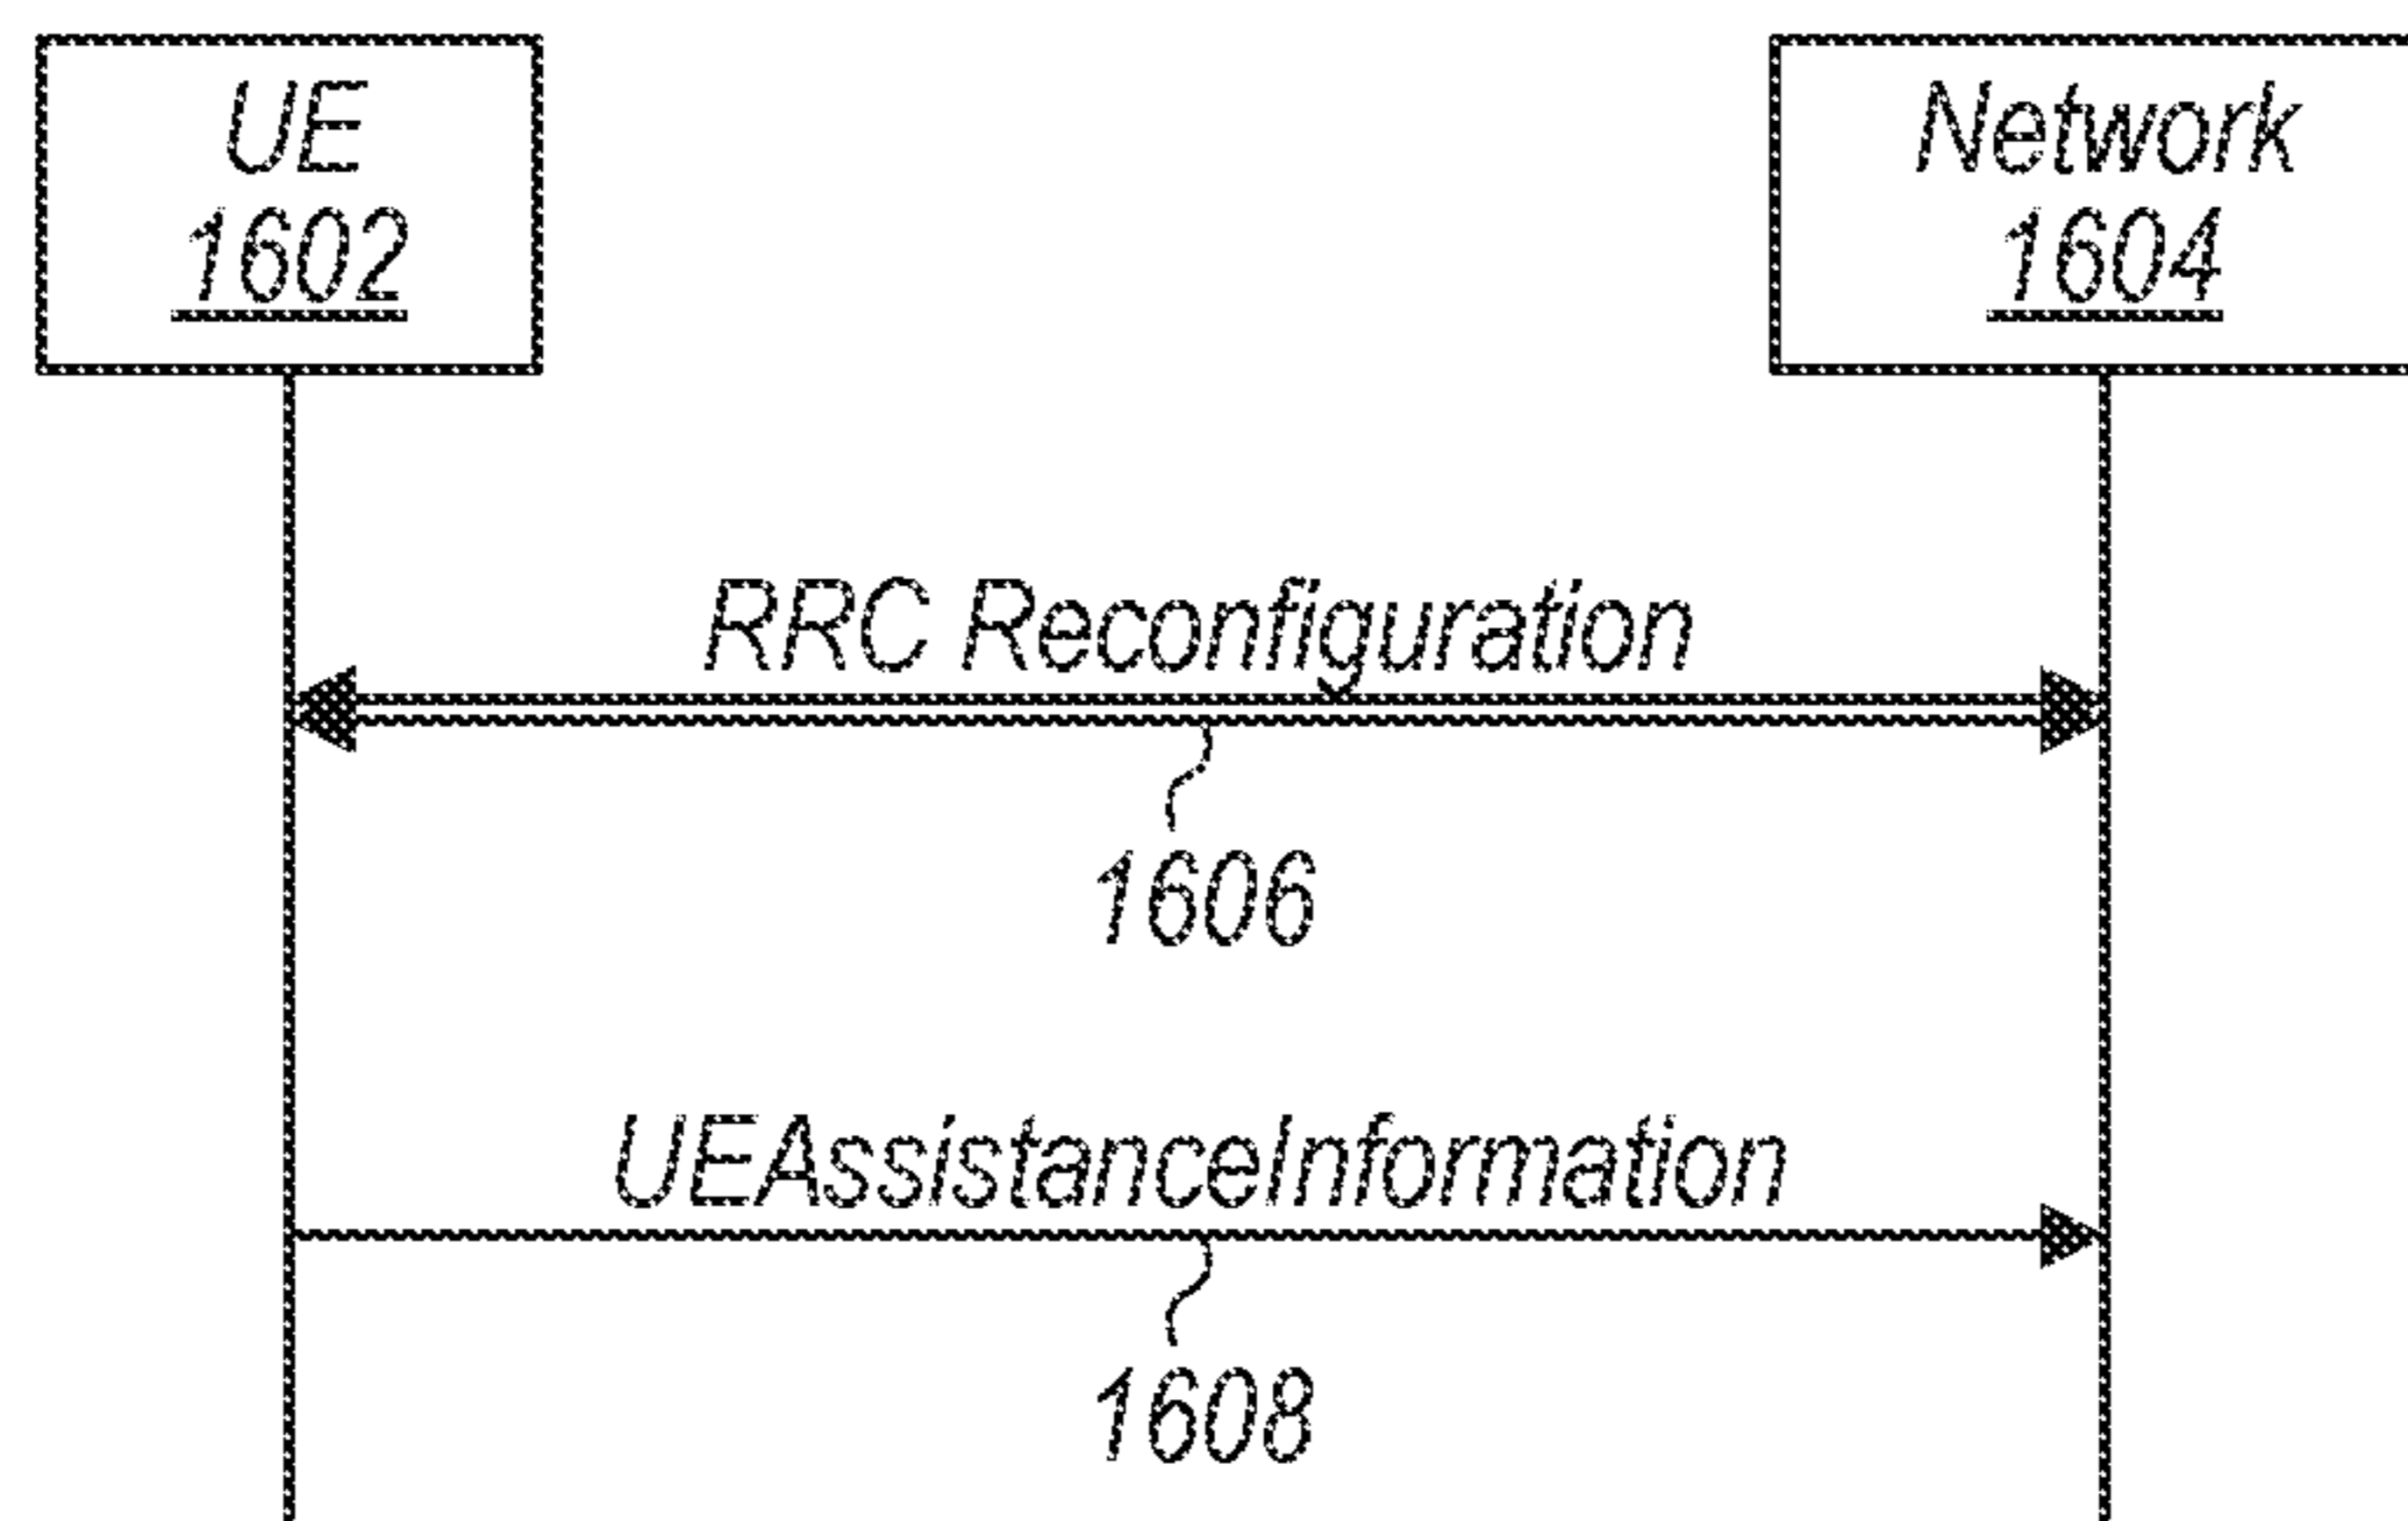 UE
1602
Network
1604
RRC Reconfiguration
1606
UEAssistanceInformation
1608